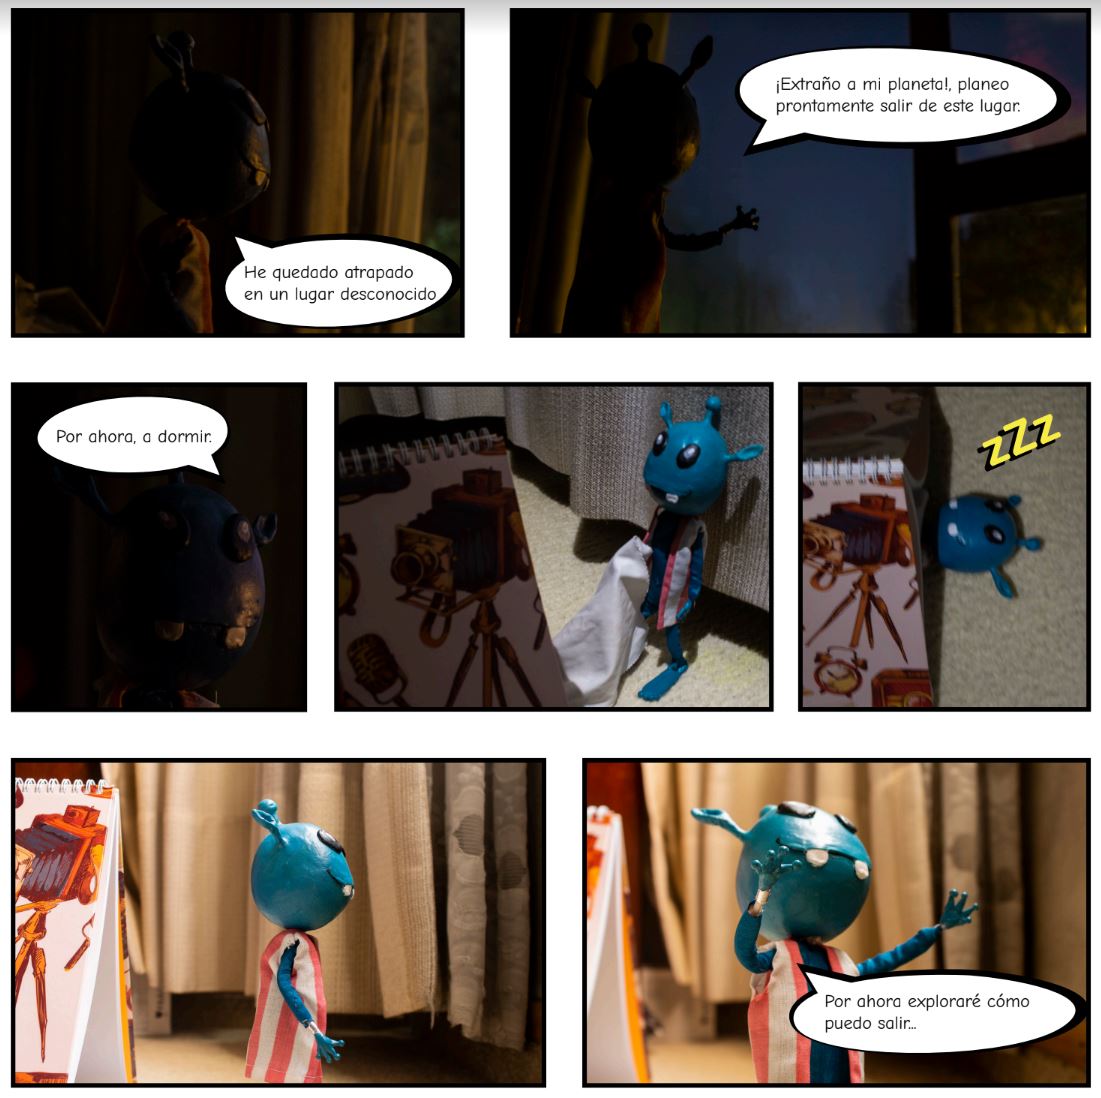 He quedado atrapado
en un lugar desconocido
¡Extraño a mi planeta!, planeo
prontamente salir de este lugar.
Por ahora, a dormir.
zZz
Por ahora exploraré cómo
puedo salir...